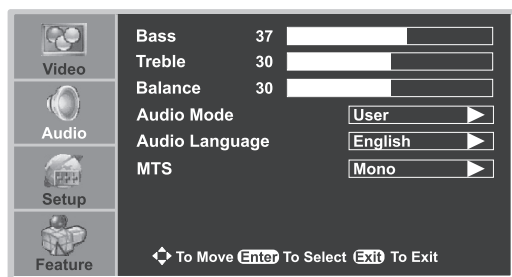 Video
Audio
Setup
Feature
Bass 37
Treble 30
Balance 30
Audio Mode User
Audio Language English
MTS Mono
To Move Enter To Select Exit To Exit